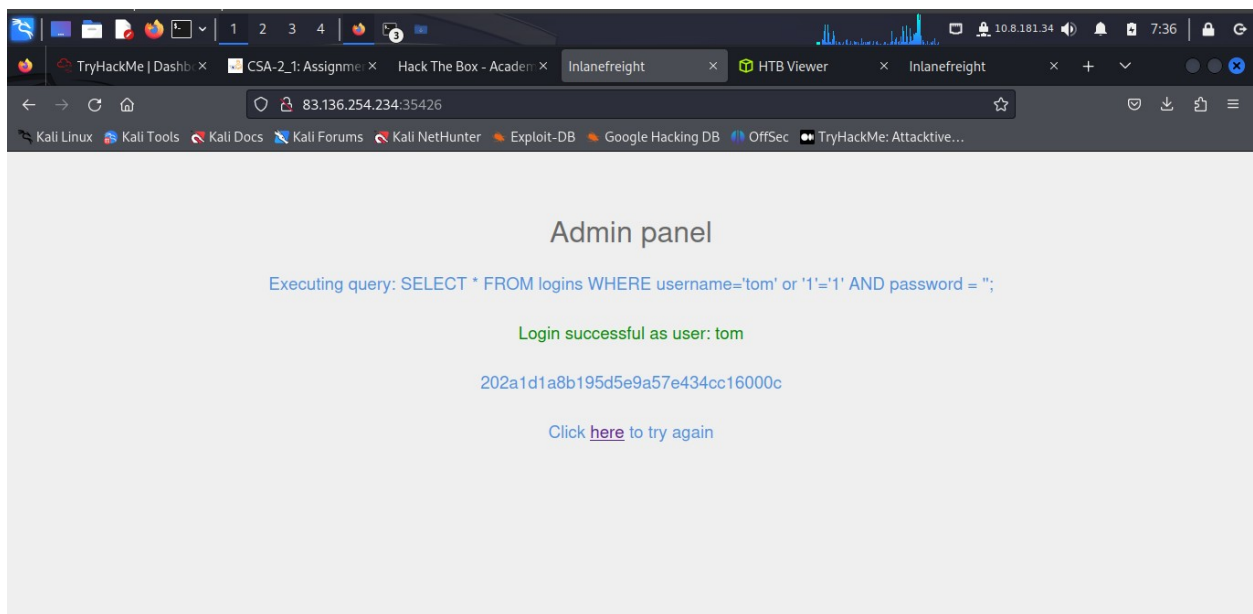 1 2 3 4 3 10.8.181.34 7:36
TryHackMe | Dashb CSA-2_1: Assignme Hack The Box - Academ Inlanefreight HTB Viewer Inlanefreight
83.136.254.234:35426
Kali Linux Kali Tools Kali Docs Kali Forums Kali NetHunter Exploit-DB Google Hacking DB OffSec TryHackMe: Attacktive…
Admin panel
Executing query: SELECT * FROM logins WHERE username='tom' or '1'='1' AND password = '';
Login successful as user: tom
202a1d1a8b195d5e9a57e434cc16000c
Click here to try again